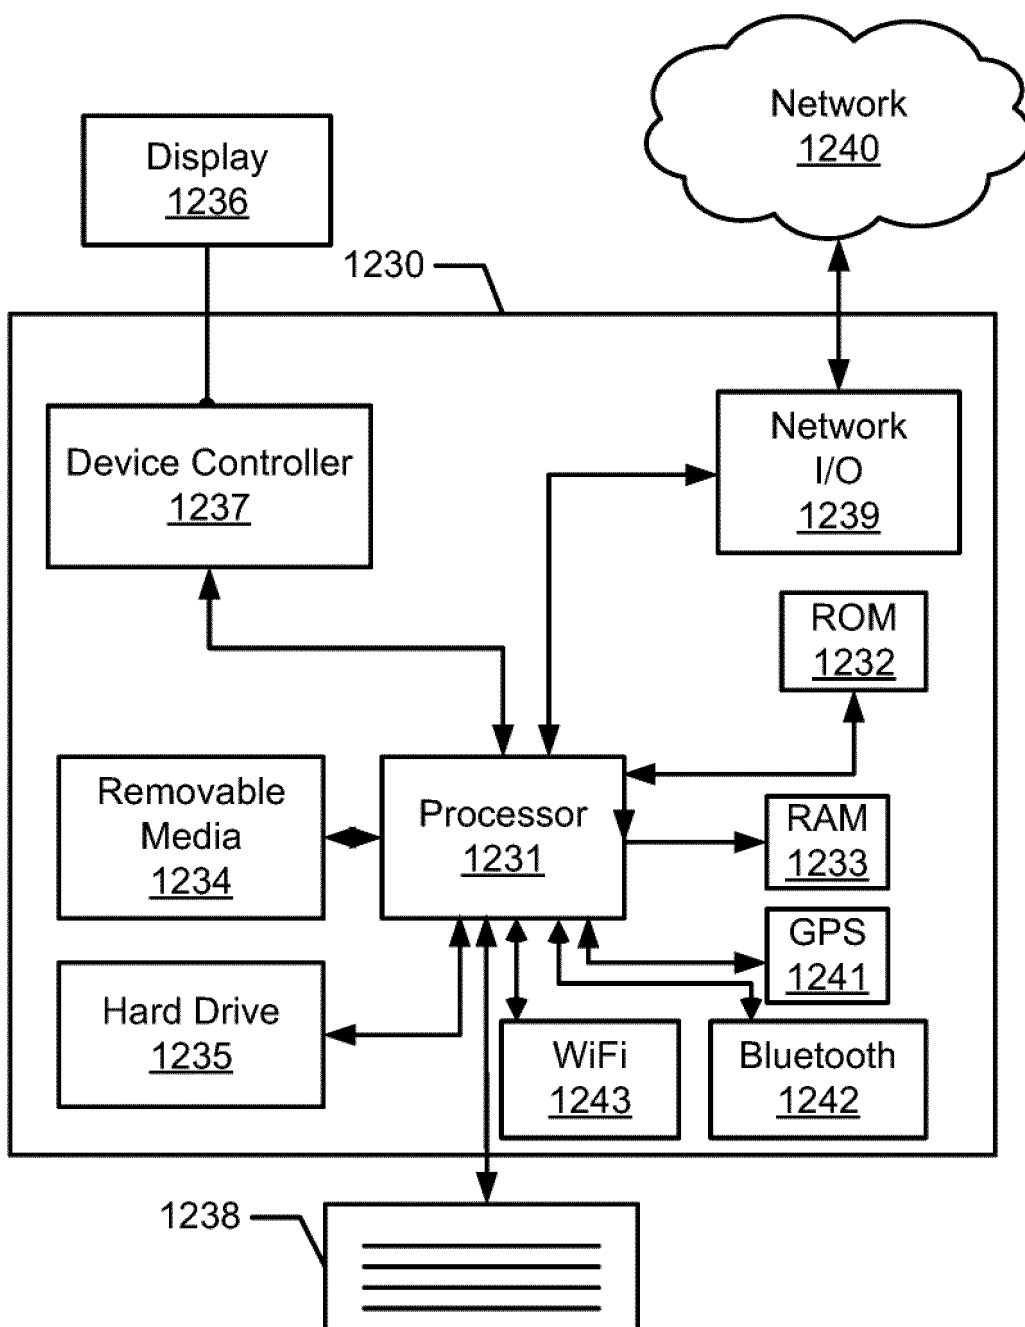 Network
1240
Display
1236
1230
Device Controller
1237
Network
I/O
1239
ROM
1232
Removable
Media
1234
Processor
1231
RAM
1233
GPS
1241
Hard Drive
1235
WiFi
1243
Bluetooth
1242
1238